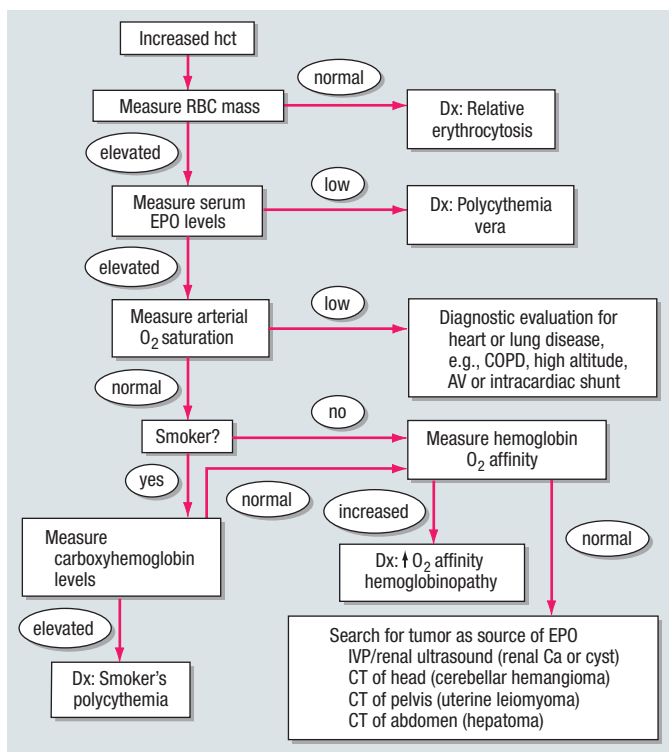 Increased hct
normal
Measure RBC mass
Dx: Relative
erythrocytosis
elevated
low
Measure serum
EPO levels
Dx: Polycythemia
vera
elevated
low
Measure arterial
O2 saturation
Diagnostic evaluation for
heart or lung disease,
e.g., COPD, high altitude,
AV or intracardiac shunt
normal
no
Smoker?
Measure hemoglobin
O2 affinity
yes
normal
increased
normal
Measure
carboxyhemoglobin
levels
Dx: ↑ O2 affinity
hemoglobinopathy
elevated
Search for tumor as source of EPO
IVP/renal ultrasound (renal Ca or cyst)
CT of head (cerebellar hemangioma)
CT of pelvis (uterine leiomyoma)
CT of abdomen (hepatoma)
Dx: Smoker's
polycythemia